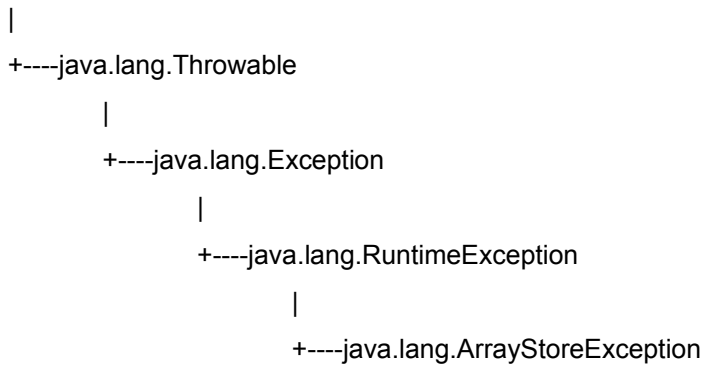 |
+----java.lang.Throwable
|
+----java.lang.Exception
|
+----java.lang.RuntimeException
|
+----java.lang.ArrayStoreException